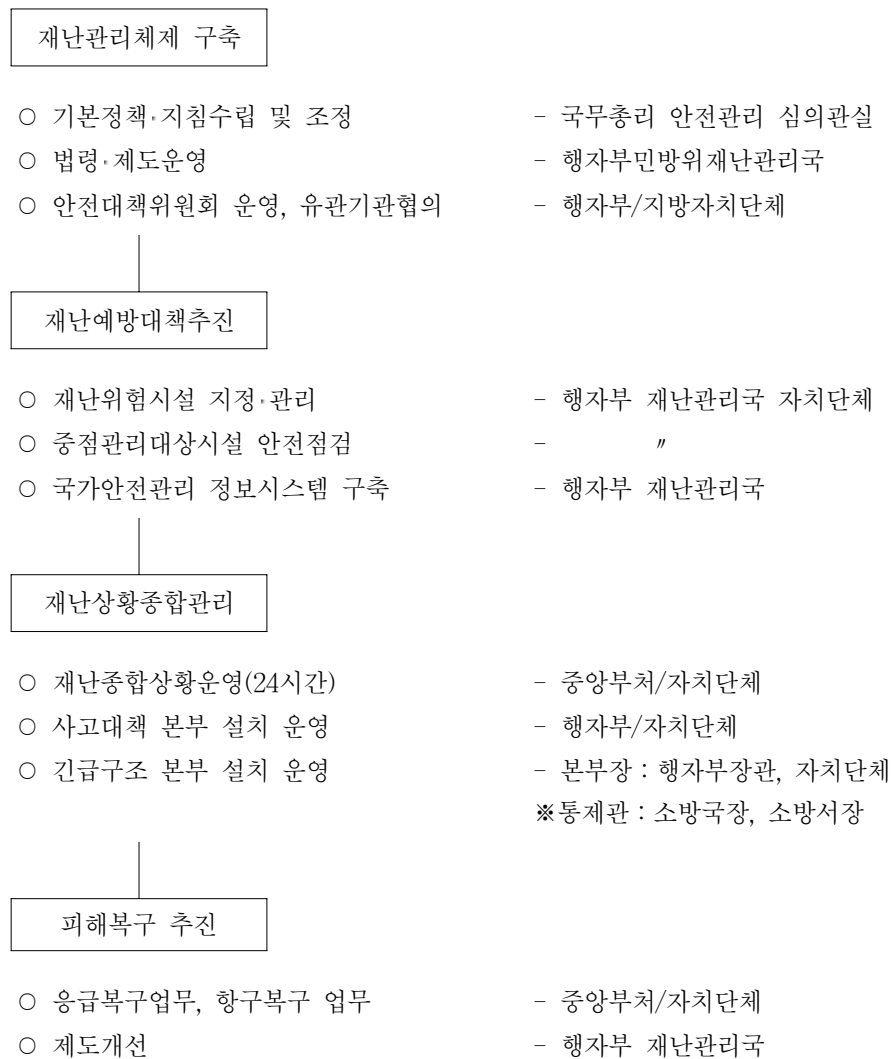 재난관리체제 구축
○ 기본정책·지침수립 및 조정 - 국무총리 안전관리 심의관실
○ 법령·제도운영 - 행자부민방위재난관리국
○ 안전대책위원회 운영, 유관기관협의 - 행자부/지방자치단체
재난예방대책추진
○ 재난위험시설 지정·관리 - 행자부 재난관리국 자치단체
○ 중점관리대상시설 안전점검 - 〃
○ 국가안전관리 정보시스템 구축 - 행자부 재난관리국
재난상황종합관리
○ 재난종합상황운영(24시간) - 중앙부처/자치단체
○ 사고대책 본부 설치 운영 - 행자부/자치단체
○ 긴급구조 본부 설치 운영 - 본부장 : 행자부장관, 자치단체
※통제관 : 소방국장, 소방서장
피해복구 추진
○ 응급복구업무, 항구복구 업무 - 중앙부처/자치단체
○ 제도개선 - 행자부 재난관리국